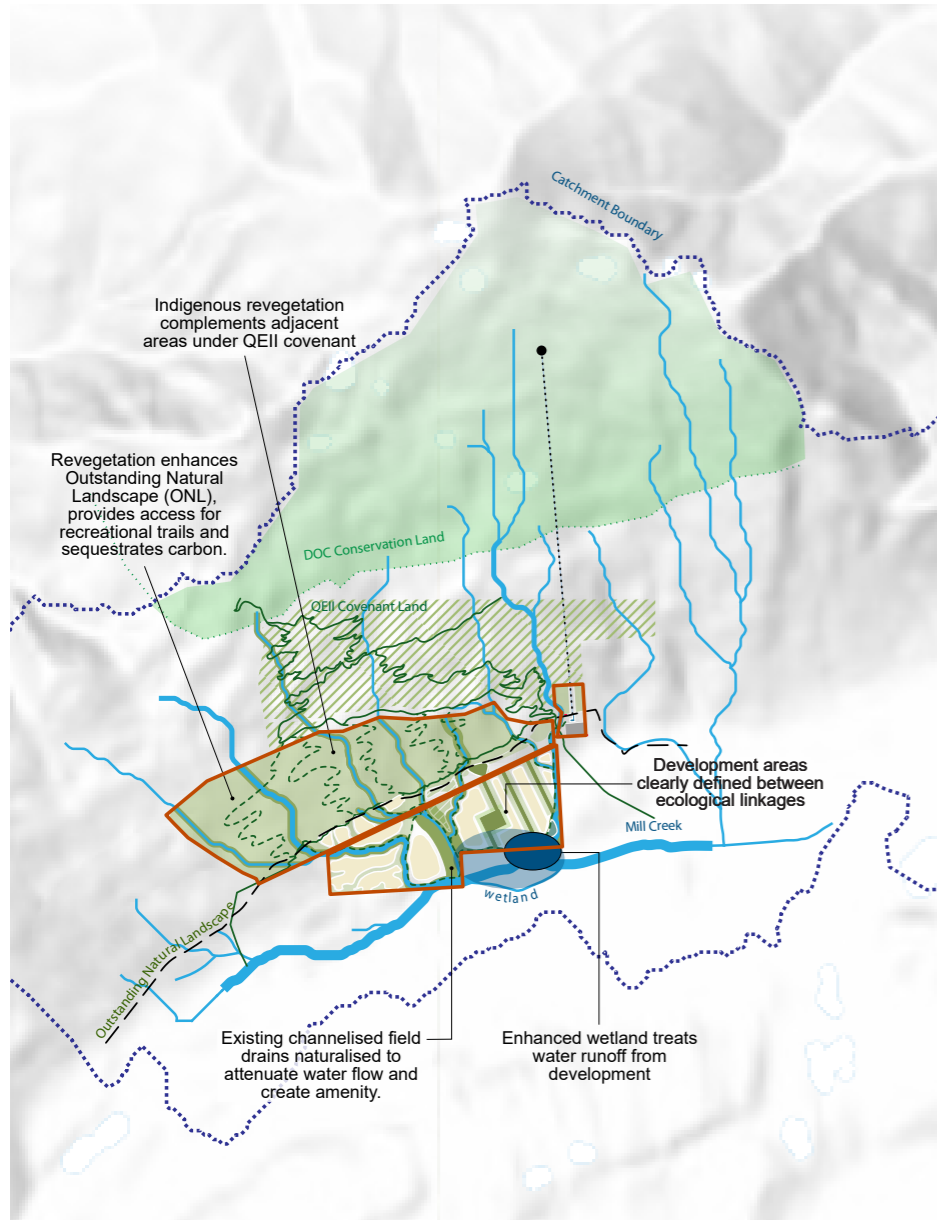 Catchment Boundary
Indigenous revegetation
complements adjacent
areas under QEII covenant
Revegetation enhances
Outstanding Natural
Landscape (ONL),
provides access for
recreational trails and
sequestrates carbon.
DOC Conservation Land
QEII Covenant Land
Development areas
clearly defined between
ecological linkages
Mill Creek
wetland
Outstanding Natural Landscape
Existing channelised field
drains naturalised to
attenuate water flow and
create amenity.
Enhanced wetland treats
water runoff from
development